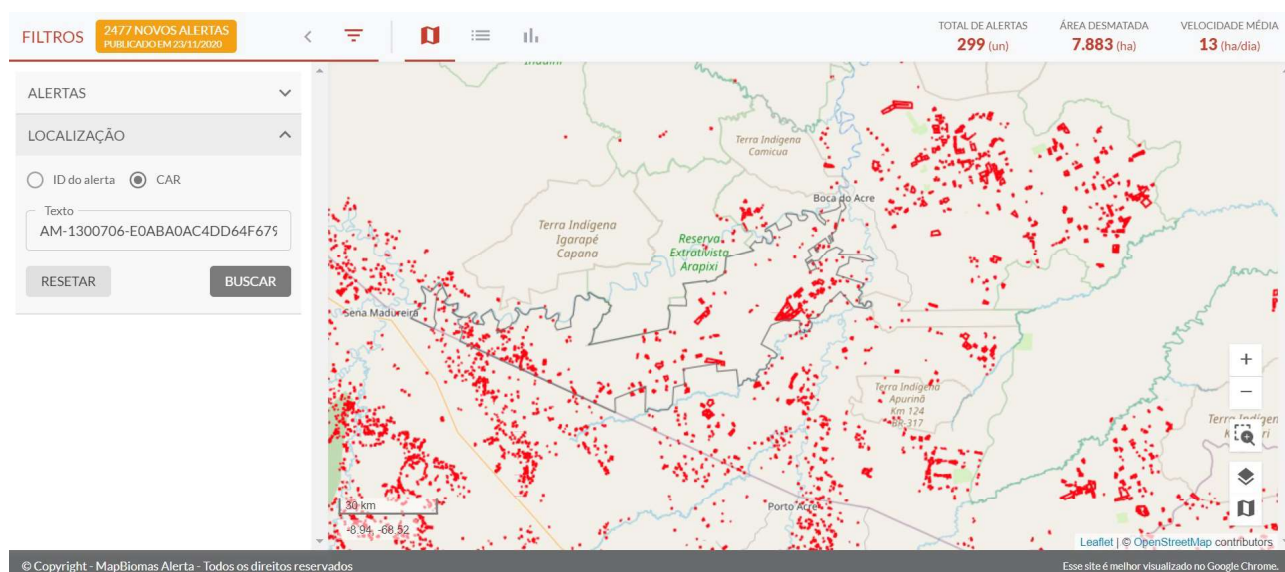 FILTROS
2477 NOVOS ALERTAS
PUBLICADO EM 23/11/2020
TOTAL DE ALERTAS
299 (un)
ÁREA DESMATADA
7.883 (ha)
VELOCIDADE MÉDIA
13 (ha/dia)
ALERTAS
LOCALIZAÇÃO
ID do alerta
CAR
Texto
AM-1300706-E0ABA0AC4DD64F679
RESETAR
BUSCAR
Terra Indígena
Camicua
Boca do Acre
Terra Indígena
Igarapé
Capana
Reserva
Extrativista
Arapixi
Sena Madureira
Terra Indígena
Apurinã
Km 124
BR-317
Porto Acre
30 km
-8.94 -68.52
+
−
Leaflet | © OpenStreetMap contributors
© Copyright - MapBiomas Alerta - Todos os direitos reservados
Esse site é melhor visualizado no Google Chrome.